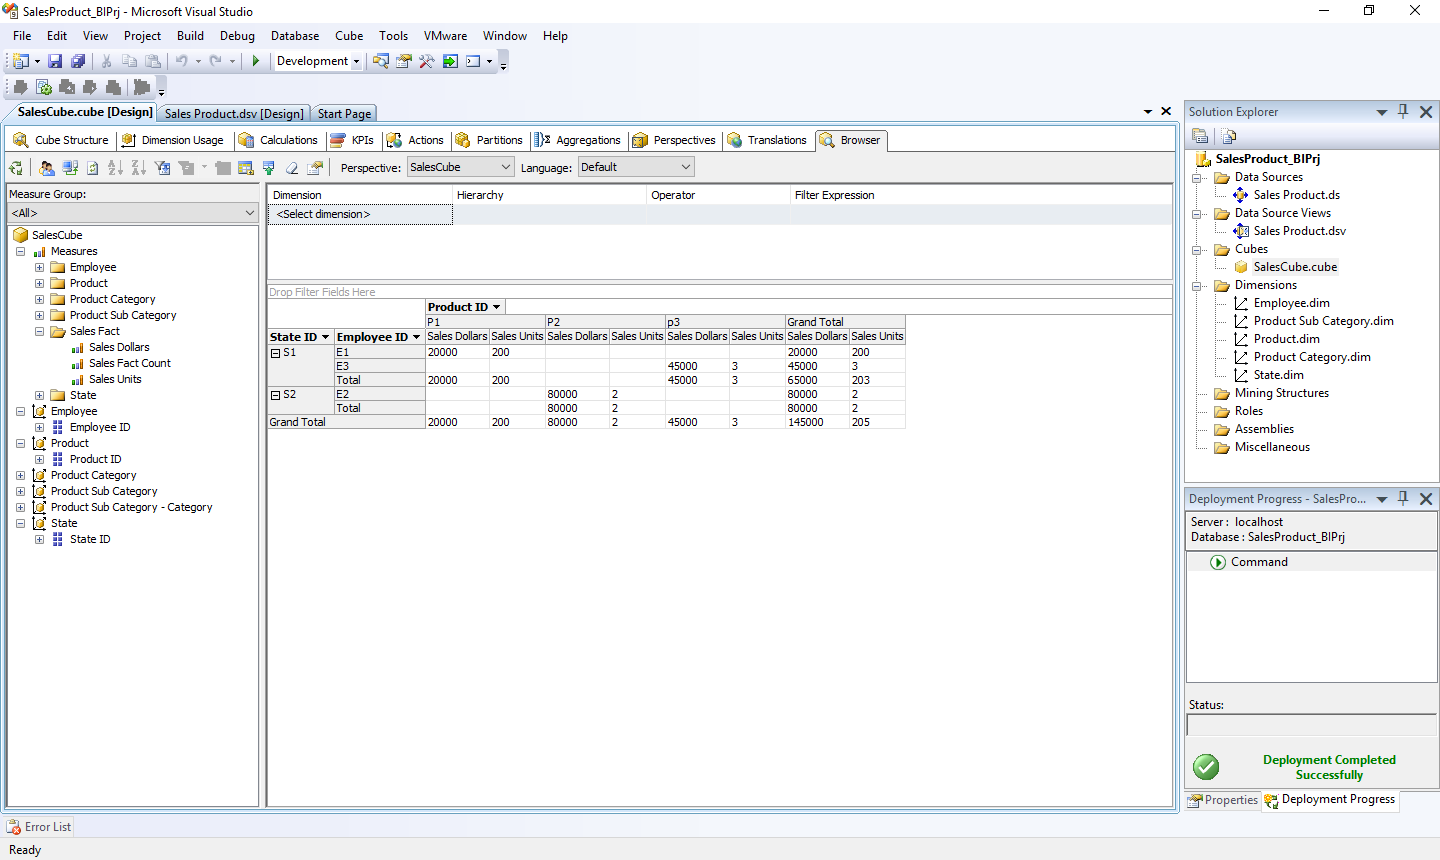 SalesProduct_BIPrj - Microsoft Visual Studio
File Edit View Project Build Debug Database Cube Tools VMware Window Help
Development
SalesCube.cube [Design] Sales Product.dsv [Design] Start Page
Cube Structure Dimension Usage Calculations KPIs Actions Partitions Aggregations Perspectives Translations Browser
Perspective: SalesCube Language: Default
Measure Group:
<All>
SalesCube
Measures
Employee
Product
Product Category
Product Sub Category
Sales Fact
Sales Dollars
Sales Fact Count
Sales Units
State
Employee
Employee ID
Product
Product ID
Product Category
Product Sub Category
Product Sub Category - Category
State
State ID
Dimension Hierarchy Operator Filter Expression
<Select dimension>
Drop Filter Fields Here
Product ID
P1 P2 p3 Grand Total
State ID Employee ID Sales Dollars Sales Units Sales Dollars Sales Units Sales Dollars Sales Units Sales Dollars Sales Units
S1 E1 20000 200 20000 200
E3 45000 3 45000 3
Total 20000 200 45000 3 65000 203
S2 E2 80000 2 80000 2
Total 80000 2 80000 2
Grand Total 20000 200 80000 2 45000 3 145000 205
Solution Explorer
SalesProduct_BIPrj
Data Sources
Sales Product.ds
Data Source Views
Sales Product.dsv
Cubes
SalesCube.cube
Dimensions
Employee.dim
Product Sub Category.dim
Product.dim
Product Category.dim
State.dim
Mining Structures
Roles
Assemblies
Miscellaneous
Deployment Progress - SalesPro...
Server : localhost
Database : SalesProduct_BIPrj
Command
Status:
Deployment Completed
Successfully
Properties Deployment Progress
Error List
Ready